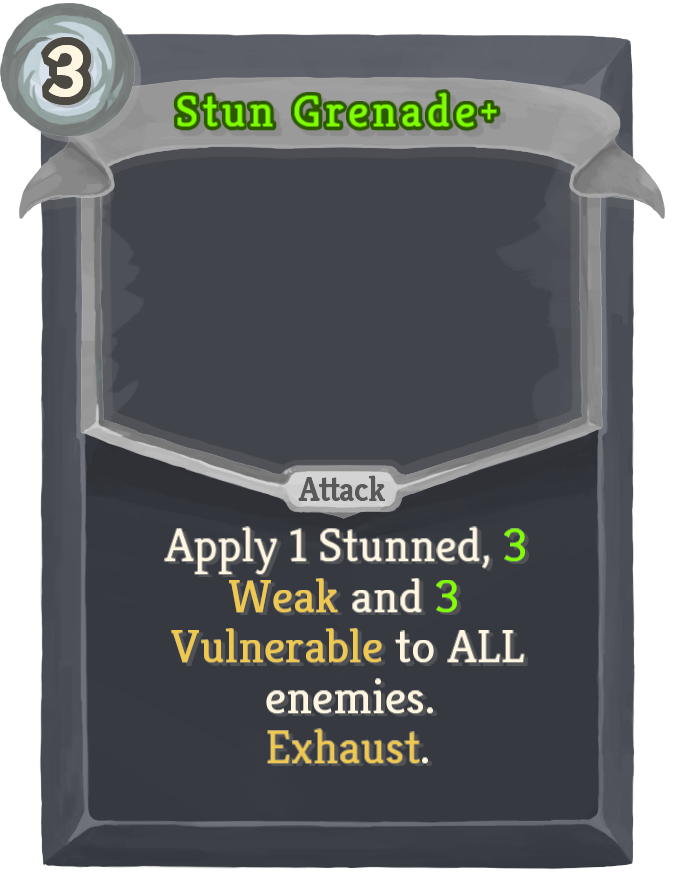 3
Stun Grenade+
Attack
Apply 1 Stunned, 3
Weak and 3
Vulnerable to ALL
enemies.
Exhaust.